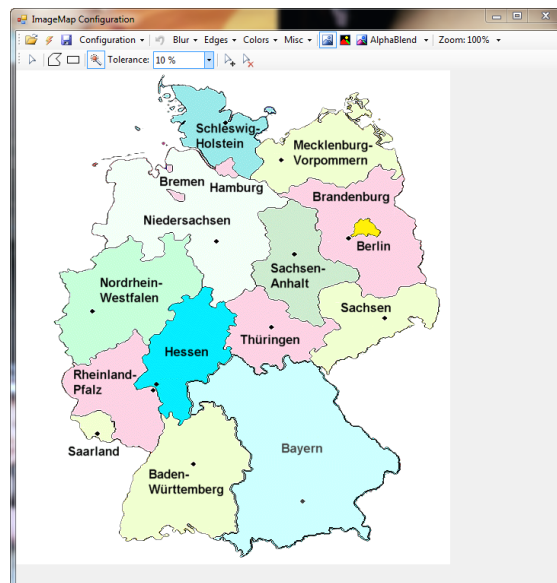 ImageMap Configuration
Configuration Blur Edges Colors Misc AlphaBlend Zoom: 100%
Tolerance: 10 %
Schleswig-
Holstein
Mecklenburg-
Vorpommern
Bremen
Hamburg
Brandenburg
Niedersachsen
Berlin
Sachsen-
Anhalt
Nordrhein-
Westfalen
Sachsen
Thüringen
Hessen
Rheinland-
Pfalz
Saarland
Bayern
Baden-
Württemberg